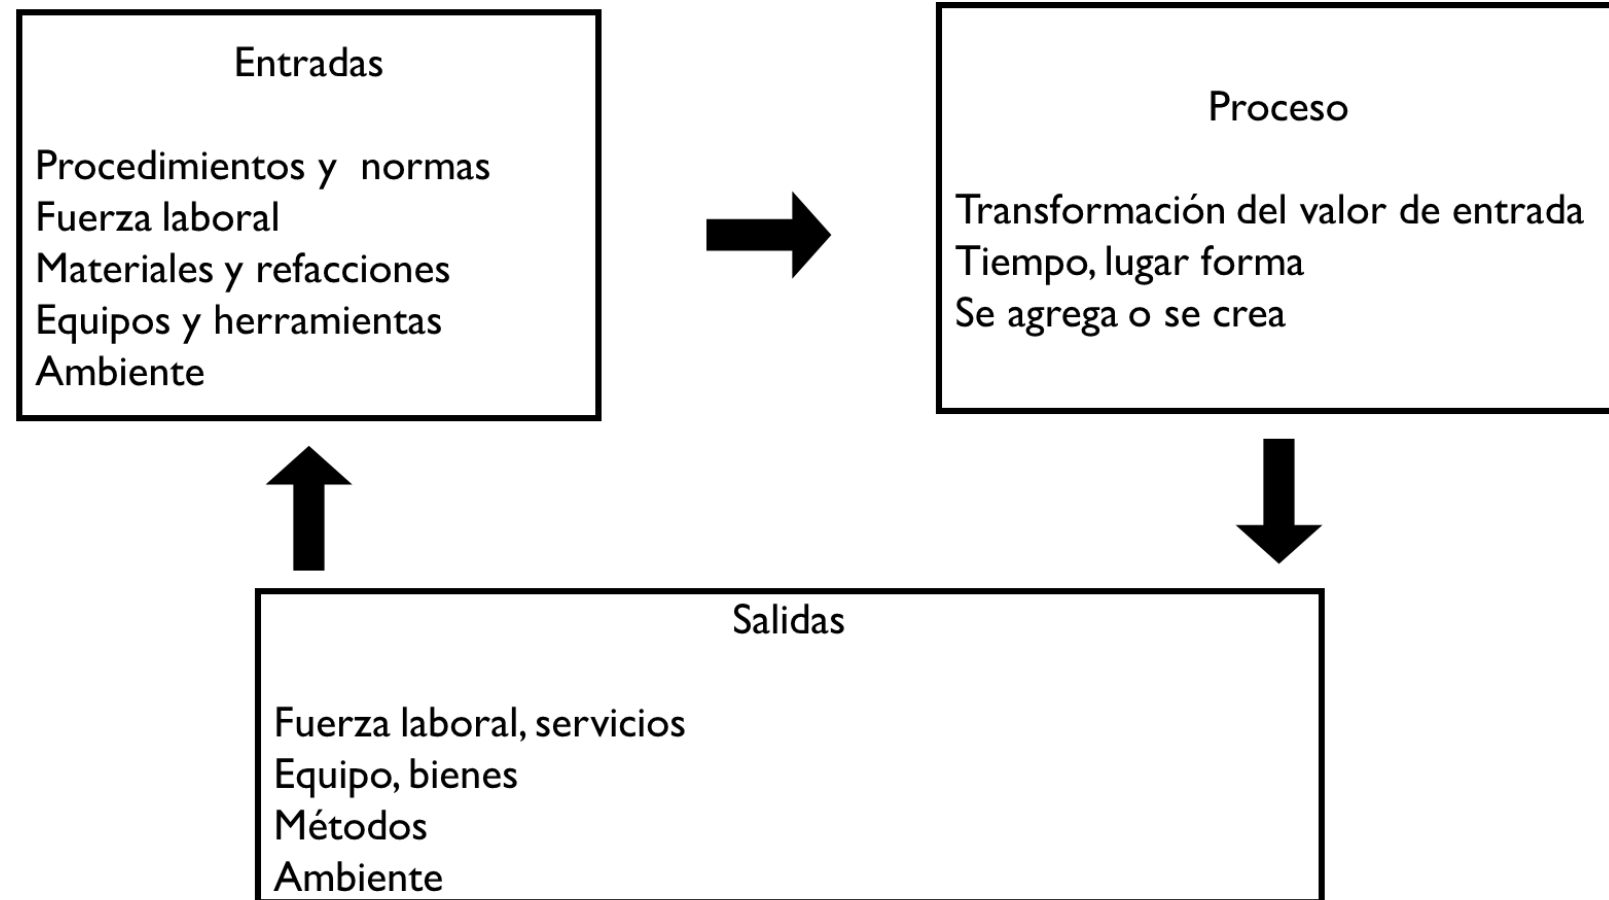 Entradas
Procedimientos y  normas
Fuerza laboral
Materiales y refacciones
Equipos y herramientas
Ambiente
Proceso
Transformación del valor de entrada
Tiempo, lugar forma
Se agrega o se crea
Salidas
Fuerza laboral, servicios
Equipo, bienes
Métodos
Ambiente